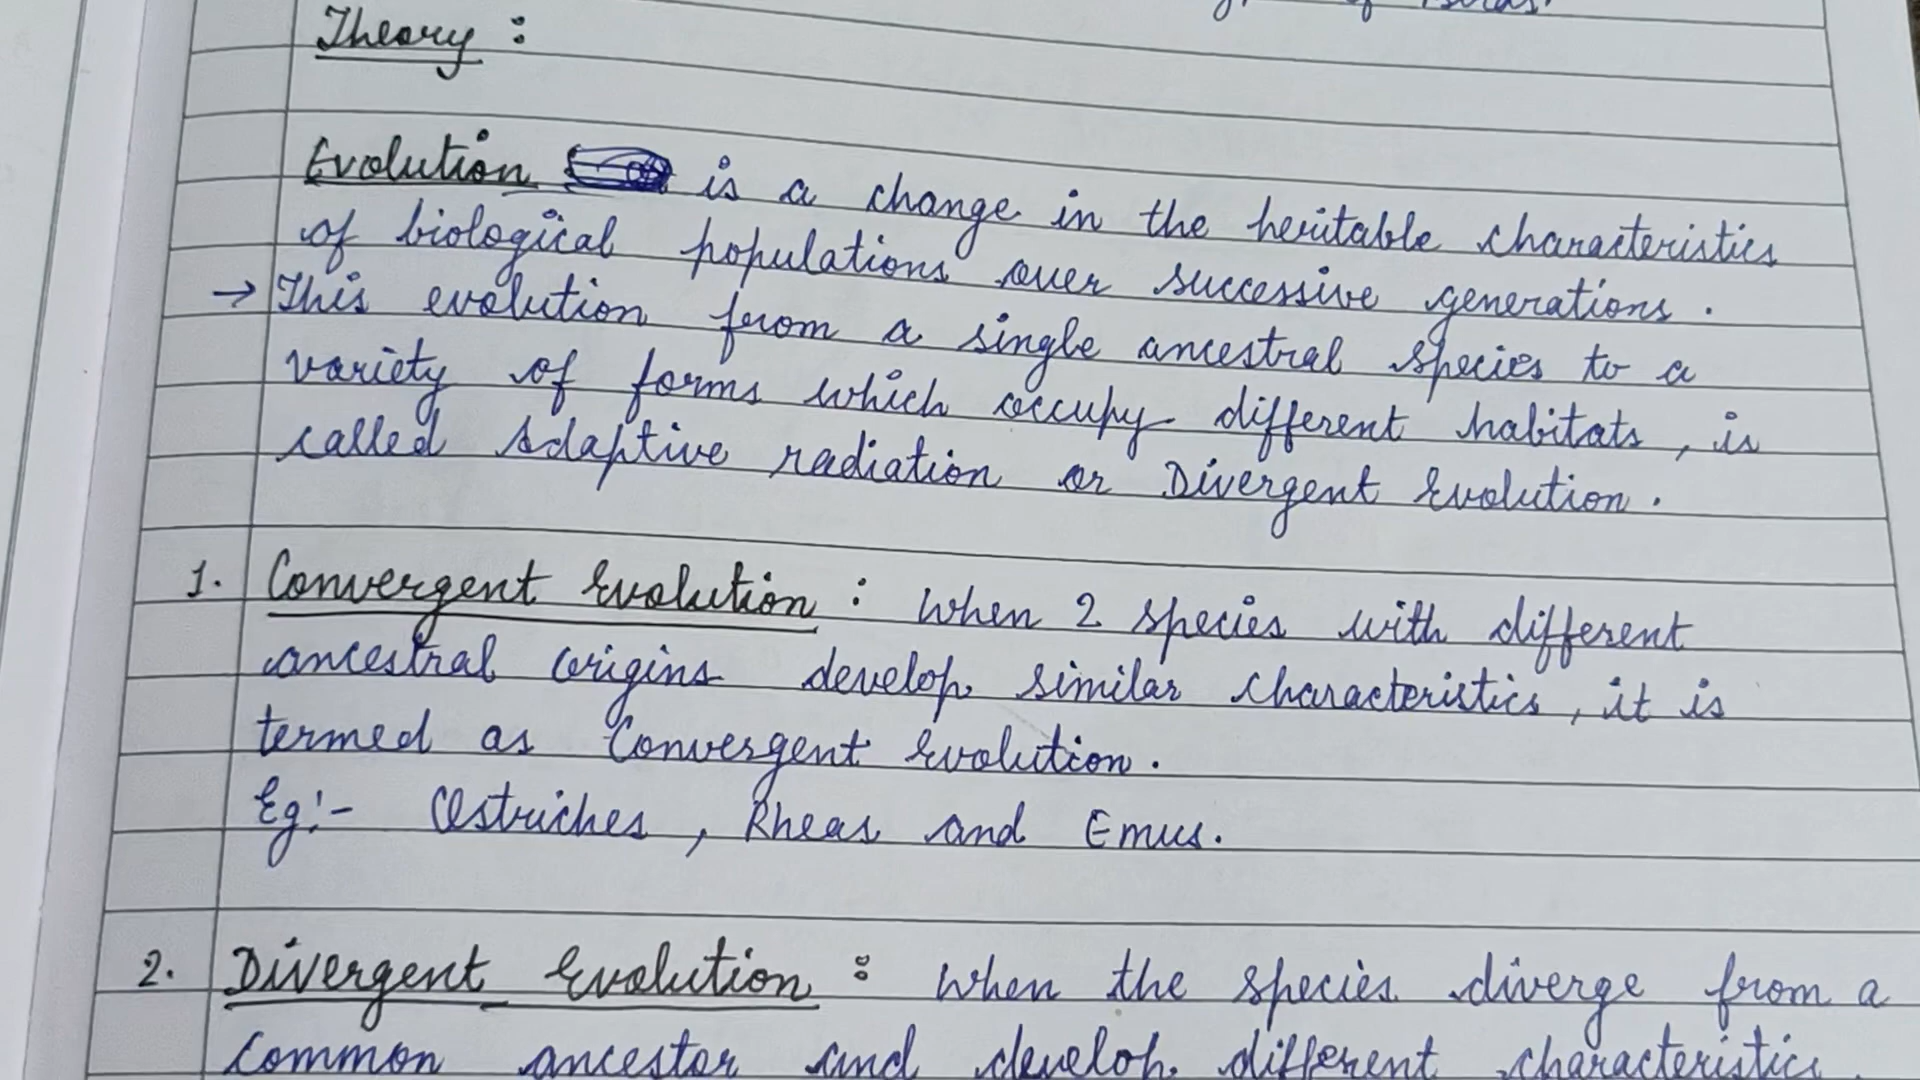 of Birds.
Theory :
Evolution is a change in the heritable characteristics
of biological populations over successive generations.
→ This evolution from a single ancestral species to a
variety of forms which occupy different habitats, is
called Adaptive radiation or Divergent Evolution.
1. Convergent Evolution : When 2 species with different
ancestral origins develop similar characteristics, it is
termed as Convergent Evolution.
Eg:- Ostriches, Rheas and Emus.
2. Divergent Evolution : When the species diverge from a
common ancestor and develop different characteristics